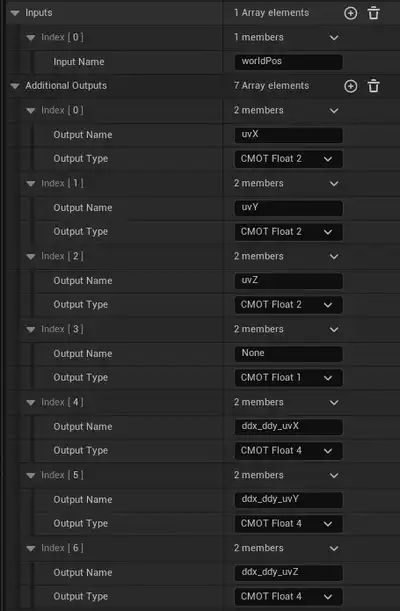 Inputs 1 Array elements
Index [ 0 ] 1 members
Input Name worldPos
Additional Outputs 7 Array elements
Index [ 0 ] 2 members
Output Name uvX
Output Type CMOT Float 2
Index [ 1 ] 2 members
Output Name uvY
Output Type CMOT Float 2
Index [ 2 ] 2 members
Output Name uvZ
Output Type CMOT Float 2
Index [ 3 ] 2 members
Output Name None
Output Type CMOT Float 1
Index [ 4 ] 2 members
Output Name ddx_ddy_uvX
Output Type CMOT Float 4
Index [ 5 ] 2 members
Output Name ddx_ddy_uvY
Output Type CMOT Float 4
Index [ 6 ] 2 members
Output Name ddx_ddy_uvZ
Output Type CMOT Float 4